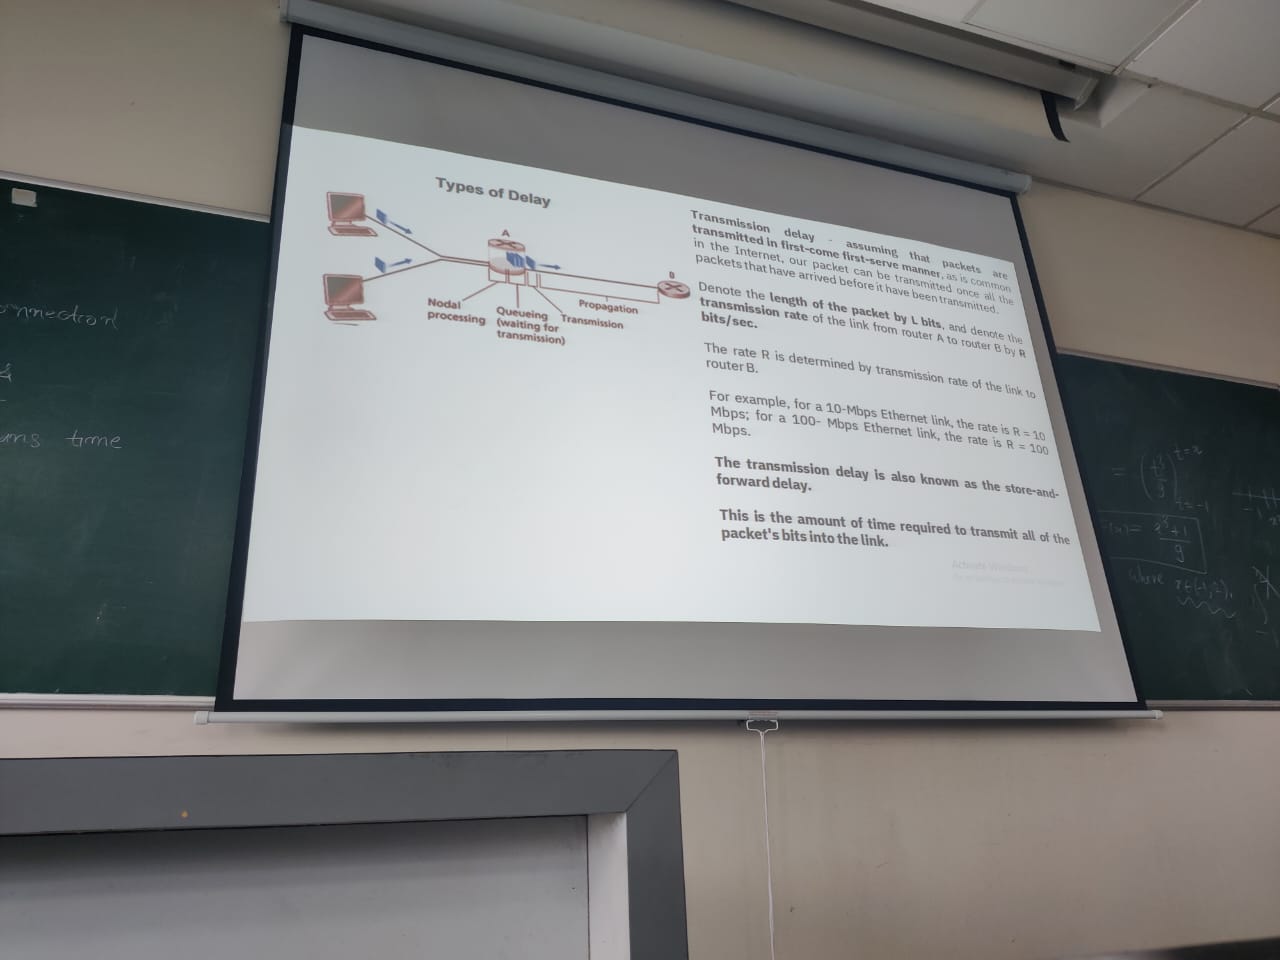 Types of Delay
A
B
Nodal
processing
Queueing
(waiting for
transmission)
Transmission
Propagation
Transmission delay - assuming that packets are
transmitted in first-come first-serve manner, as is common
in the Internet, our packet can be transmitted once all the
packets that have arrived before it have been transmitted.
Denote the length of the packet by L bits, and denote the
transmission rate of the link from router A to router B by R
bits/sec.
The rate R is determined by transmission rate of the link to
router B.
For example, for a 10-Mbps Ethernet link, the rate is R = 10
Mbps; for a 100- Mbps Ethernet link, the rate is R = 100
Mbps.
The transmission delay is also known as the store-and-
forward delay.
This is the amount of time required to transmit all of the
packet's bits into the link.
Activate Windows
time
t=x
t=-1
9
where